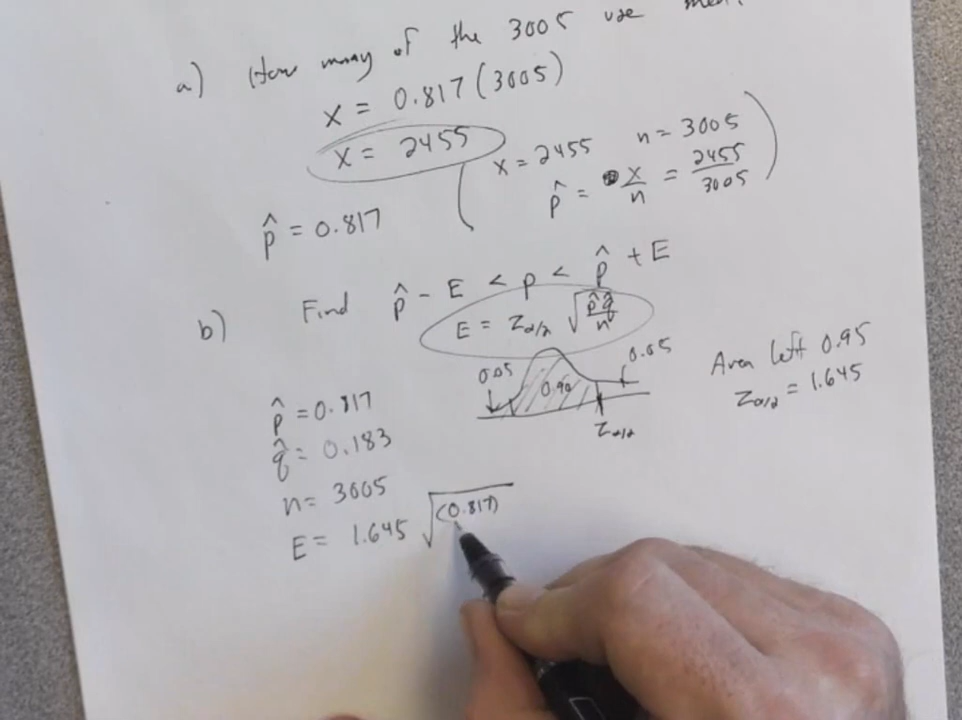 a) How many of the 3005 use
x = 0.817(3005)
x = 2455
x = 2455 n = 3005
p̂ = x/n = 2455/3005
p̂ = 0.817
b) Find p̂ - E < p < p̂ + E
E = Zα/2 √p̂q̂/n
0.05 0.90 0.05
Zα/2
Area left 0.95
Zα/2 = 1.645
p̂ = 0.817
q̂ = 0.183
n = 3005
E = 1.645 √(0.817)